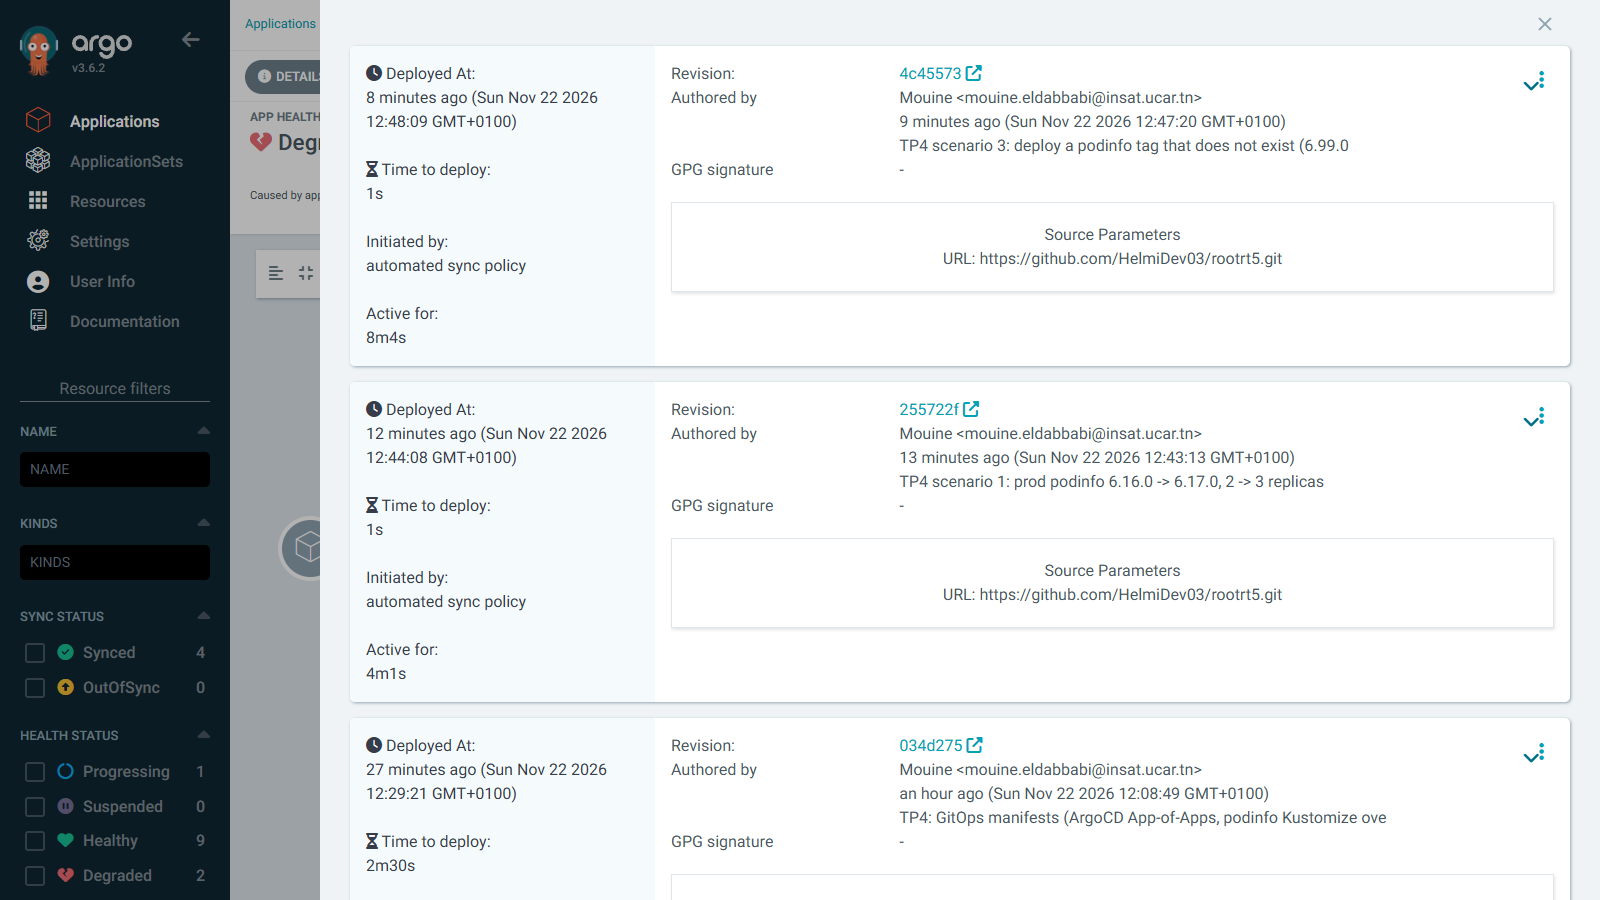 argo
v3.6.2
Applications
ApplicationSets
Resources
Settings
User Info
Documentation
Resource filters
NAME
NAME
KINDS
KINDS
SYNC STATUS
Synced 4
OutOfSync 0
HEALTH STATUS
Progressing 1
Suspended 0
Healthy 9
Degraded 2
Applications
DETAILS
APP HEALTH
Degr
Caused by app
Deployed At:
8 minutes ago (Sun Nov 22 2026
12:48:09 GMT+0100)
Time to deploy:
1s
Initiated by:
automated sync policy
Active for:
8m4s
Revision: 4c45573
Authored by Mouine <mouine.eldabbabi@insat.ucar.tn>
9 minutes ago (Sun Nov 22 2026 12:47:20 GMT+0100)
TP4 scenario 3: deploy a podinfo tag that does not exist (6.99.0
GPG signature -
Source Parameters
URL: https://github.com/HelmiDev03/rootrt5.git
Deployed At:
12 minutes ago (Sun Nov 22 2026
12:44:08 GMT+0100)
Time to deploy:
1s
Initiated by:
automated sync policy
Active for:
4m1s
Revision: 255722f
Authored by Mouine <mouine.eldabbabi@insat.ucar.tn>
13 minutes ago (Sun Nov 22 2026 12:43:13 GMT+0100)
TP4 scenario 1: prod podinfo 6.16.0 -> 6.17.0, 2 -> 3 replicas
GPG signature -
Source Parameters
URL: https://github.com/HelmiDev03/rootrt5.git
Deployed At:
27 minutes ago (Sun Nov 22 2026
12:29:21 GMT+0100)
Time to deploy:
2m30s
Revision: 034d275
Authored by Mouine <mouine.eldabbabi@insat.ucar.tn>
an hour ago (Sun Nov 22 2026 12:08:49 GMT+0100)
TP4: GitOps manifests (ArgoCD App-of-Apps, podinfo Kustomize ove
GPG signature -